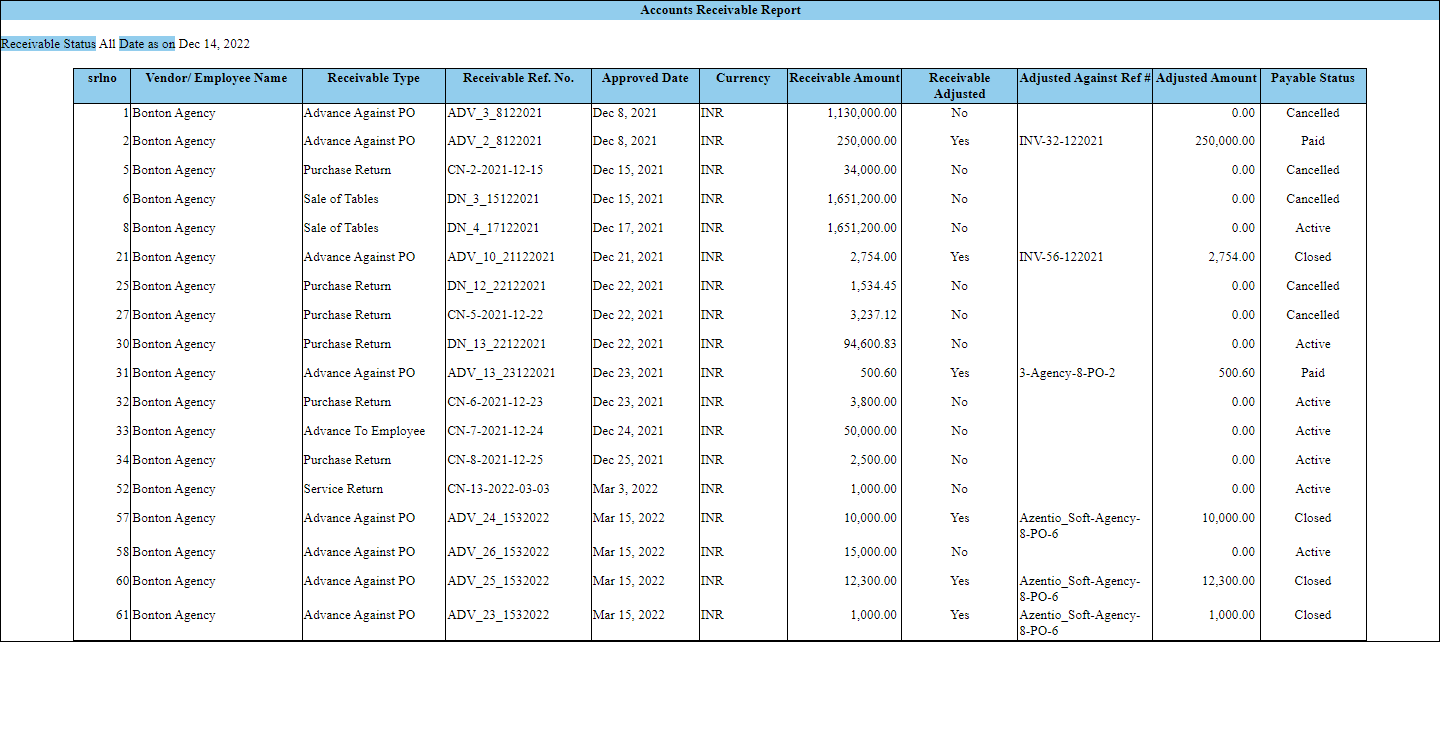 Accounts Receivable Report
Receivable Status All Date as on Dec 14, 2022
srlno Vendor/ Employee Name Receivable Type Receivable Ref. No. Approved Date Currency Receivable Amount Receivable Adjusted Against Ref # Adjusted Amount Payable Status
Adjusted
1 Bonton Agency Advance Against PO ADV_3_8122021 Dec 8, 2021 INR 1,130,000.00 No 0.00 Cancelled
2 Bonton Agency Advance Against PO ADV_2_8122021 Dec 8, 2021 INR 250,000.00 Yes INV-32-122021 250,000.00 Paid
5 Bonton Agency Purchase Return CN-2-2021-12-15 Dec 15, 2021 INR 34,000.00 No 0.00 Cancelled
6 Bonton Agency Sale of Tables DN_3_15122021 Dec 15, 2021 INR 1,651,200.00 No 0.00 Cancelled
8 Bonton Agency Sale of Tables DN_4_17122021 Dec 17, 2021 INR 1,651,200.00 No 0.00 Active
21 Bonton Agency Advance Against PO ADV_10_21122021 Dec 21, 2021 INR 2,754.00 Yes INV-56-122021 2,754.00 Closed
25 Bonton Agency Purchase Return DN_12_22122021 Dec 22, 2021 INR 1,534.45 No 0.00 Cancelled
27 Bonton Agency Purchase Return CN-5-2021-12-22 Dec 22, 2021 INR 3,237.12 No 0.00 Cancelled
30 Bonton Agency Purchase Return DN_13_22122021 Dec 22, 2021 INR 94,600.83 No 0.00 Active
31 Bonton Agency Advance Against PO ADV_13_23122021 Dec 23, 2021 INR 500.60 Yes 3-Agency-8-PO-2 500.60 Paid
32 Bonton Agency Purchase Return CN-6-2021-12-23 Dec 23, 2021 INR 3,800.00 No 0.00 Active
33 Bonton Agency Advance To Employee CN-7-2021-12-24 Dec 24, 2021 INR 50,000.00 No 0.00 Active
34 Bonton Agency Purchase Return CN-8-2021-12-25 Dec 25, 2021 INR 2,500.00 No 0.00 Active
52 Bonton Agency Service Return CN-13-2022-03-03 Mar 3, 2022 INR 1,000.00 No 0.00 Active
57 Bonton Agency Advance Against PO ADV_24_1532022 Mar 15, 2022 INR 10,000.00 Yes Azentio_Soft-Agency- 10,000.00 Closed
8-PO-6
58 Bonton Agency Advance Against PO ADV_26_1532022 Mar 15, 2022 INR 15,000.00 No 0.00 Active
60 Bonton Agency Advance Against PO ADV_25_1532022 Mar 15, 2022 INR 12,300.00 Yes Azentio_Soft-Agency- 12,300.00 Closed
8-PO-6
61 Bonton Agency Advance Against PO ADV_23_1532022 Mar 15, 2022 INR 1,000.00 Yes Azentio_Soft-Agency- 1,000.00 Closed
8-PO-6